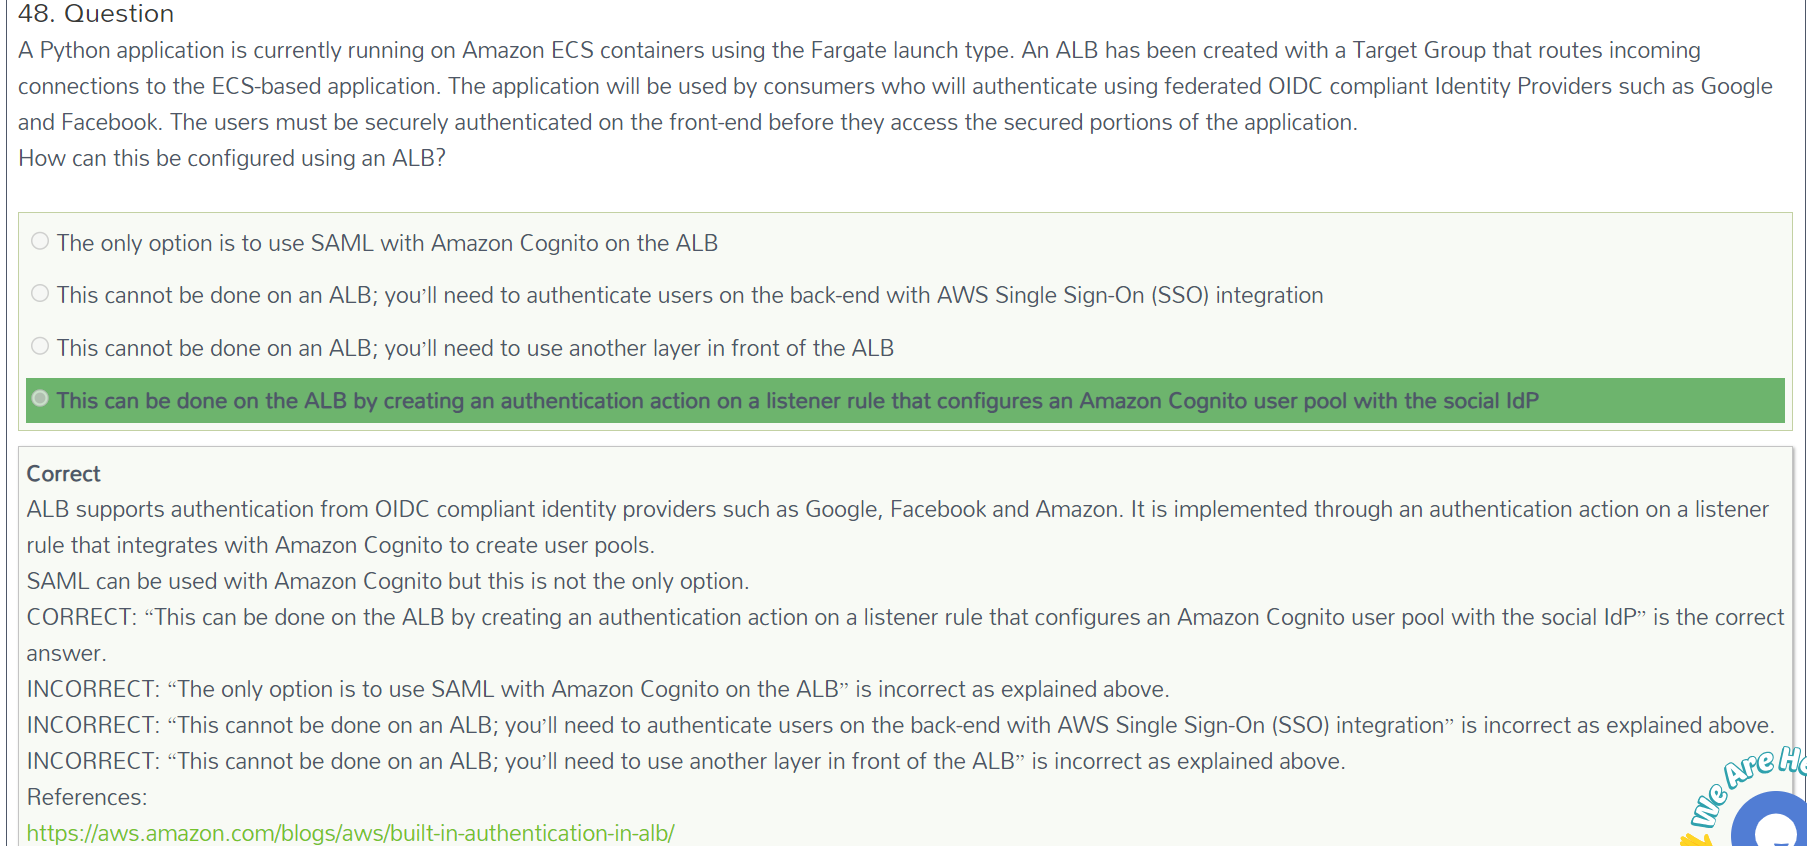 48. Question
A Python application is currently running on Amazon ECS containers using the Fargate launch type. An ALB has been created with a Target Group that routes incoming
connections to the ECS-based application. The application will be used by consumers who will authenticate using federated OIDC compliant Identity Providers such as Google
and Facebook. The users must be securely authenticated on the front-end before they access the secured portions of the application.
How can this be configured using an ALB?
The only option is to use SAML with Amazon Cognito on the ALB
This cannot be done on an ALB; you’ll need to authenticate users on the back-end with AWS Single Sign-On (SSO) integration
This cannot be done on an ALB; you’ll need to use another layer in front of the ALB
This can be done on the ALB by creating an authentication action on a listener rule that configures an Amazon Cognito user pool with the social IdP
Correct
ALB supports authentication from OIDC compliant identity providers such as Google, Facebook and Amazon. It is implemented through an authentication action on a listener
rule that integrates with Amazon Cognito to create user pools.
SAML can be used with Amazon Cognito but this is not the only option.
CORRECT: “This can be done on the ALB by creating an authentication action on a listener rule that configures an Amazon Cognito user pool with the social IdP” is the correct
answer.
INCORRECT: “The only option is to use SAML with Amazon Cognito on the ALB” is incorrect as explained above.
INCORRECT: “This cannot be done on an ALB; you’ll need to authenticate users on the back-end with AWS Single Sign-On (SSO) integration” is incorrect as explained above.
INCORRECT: “This cannot be done on an ALB; you’ll need to use another layer in front of the ALB” is incorrect as explained above.
References:
https://aws.amazon.com/blogs/aws/built-in-authentication-in-alb/
We Are